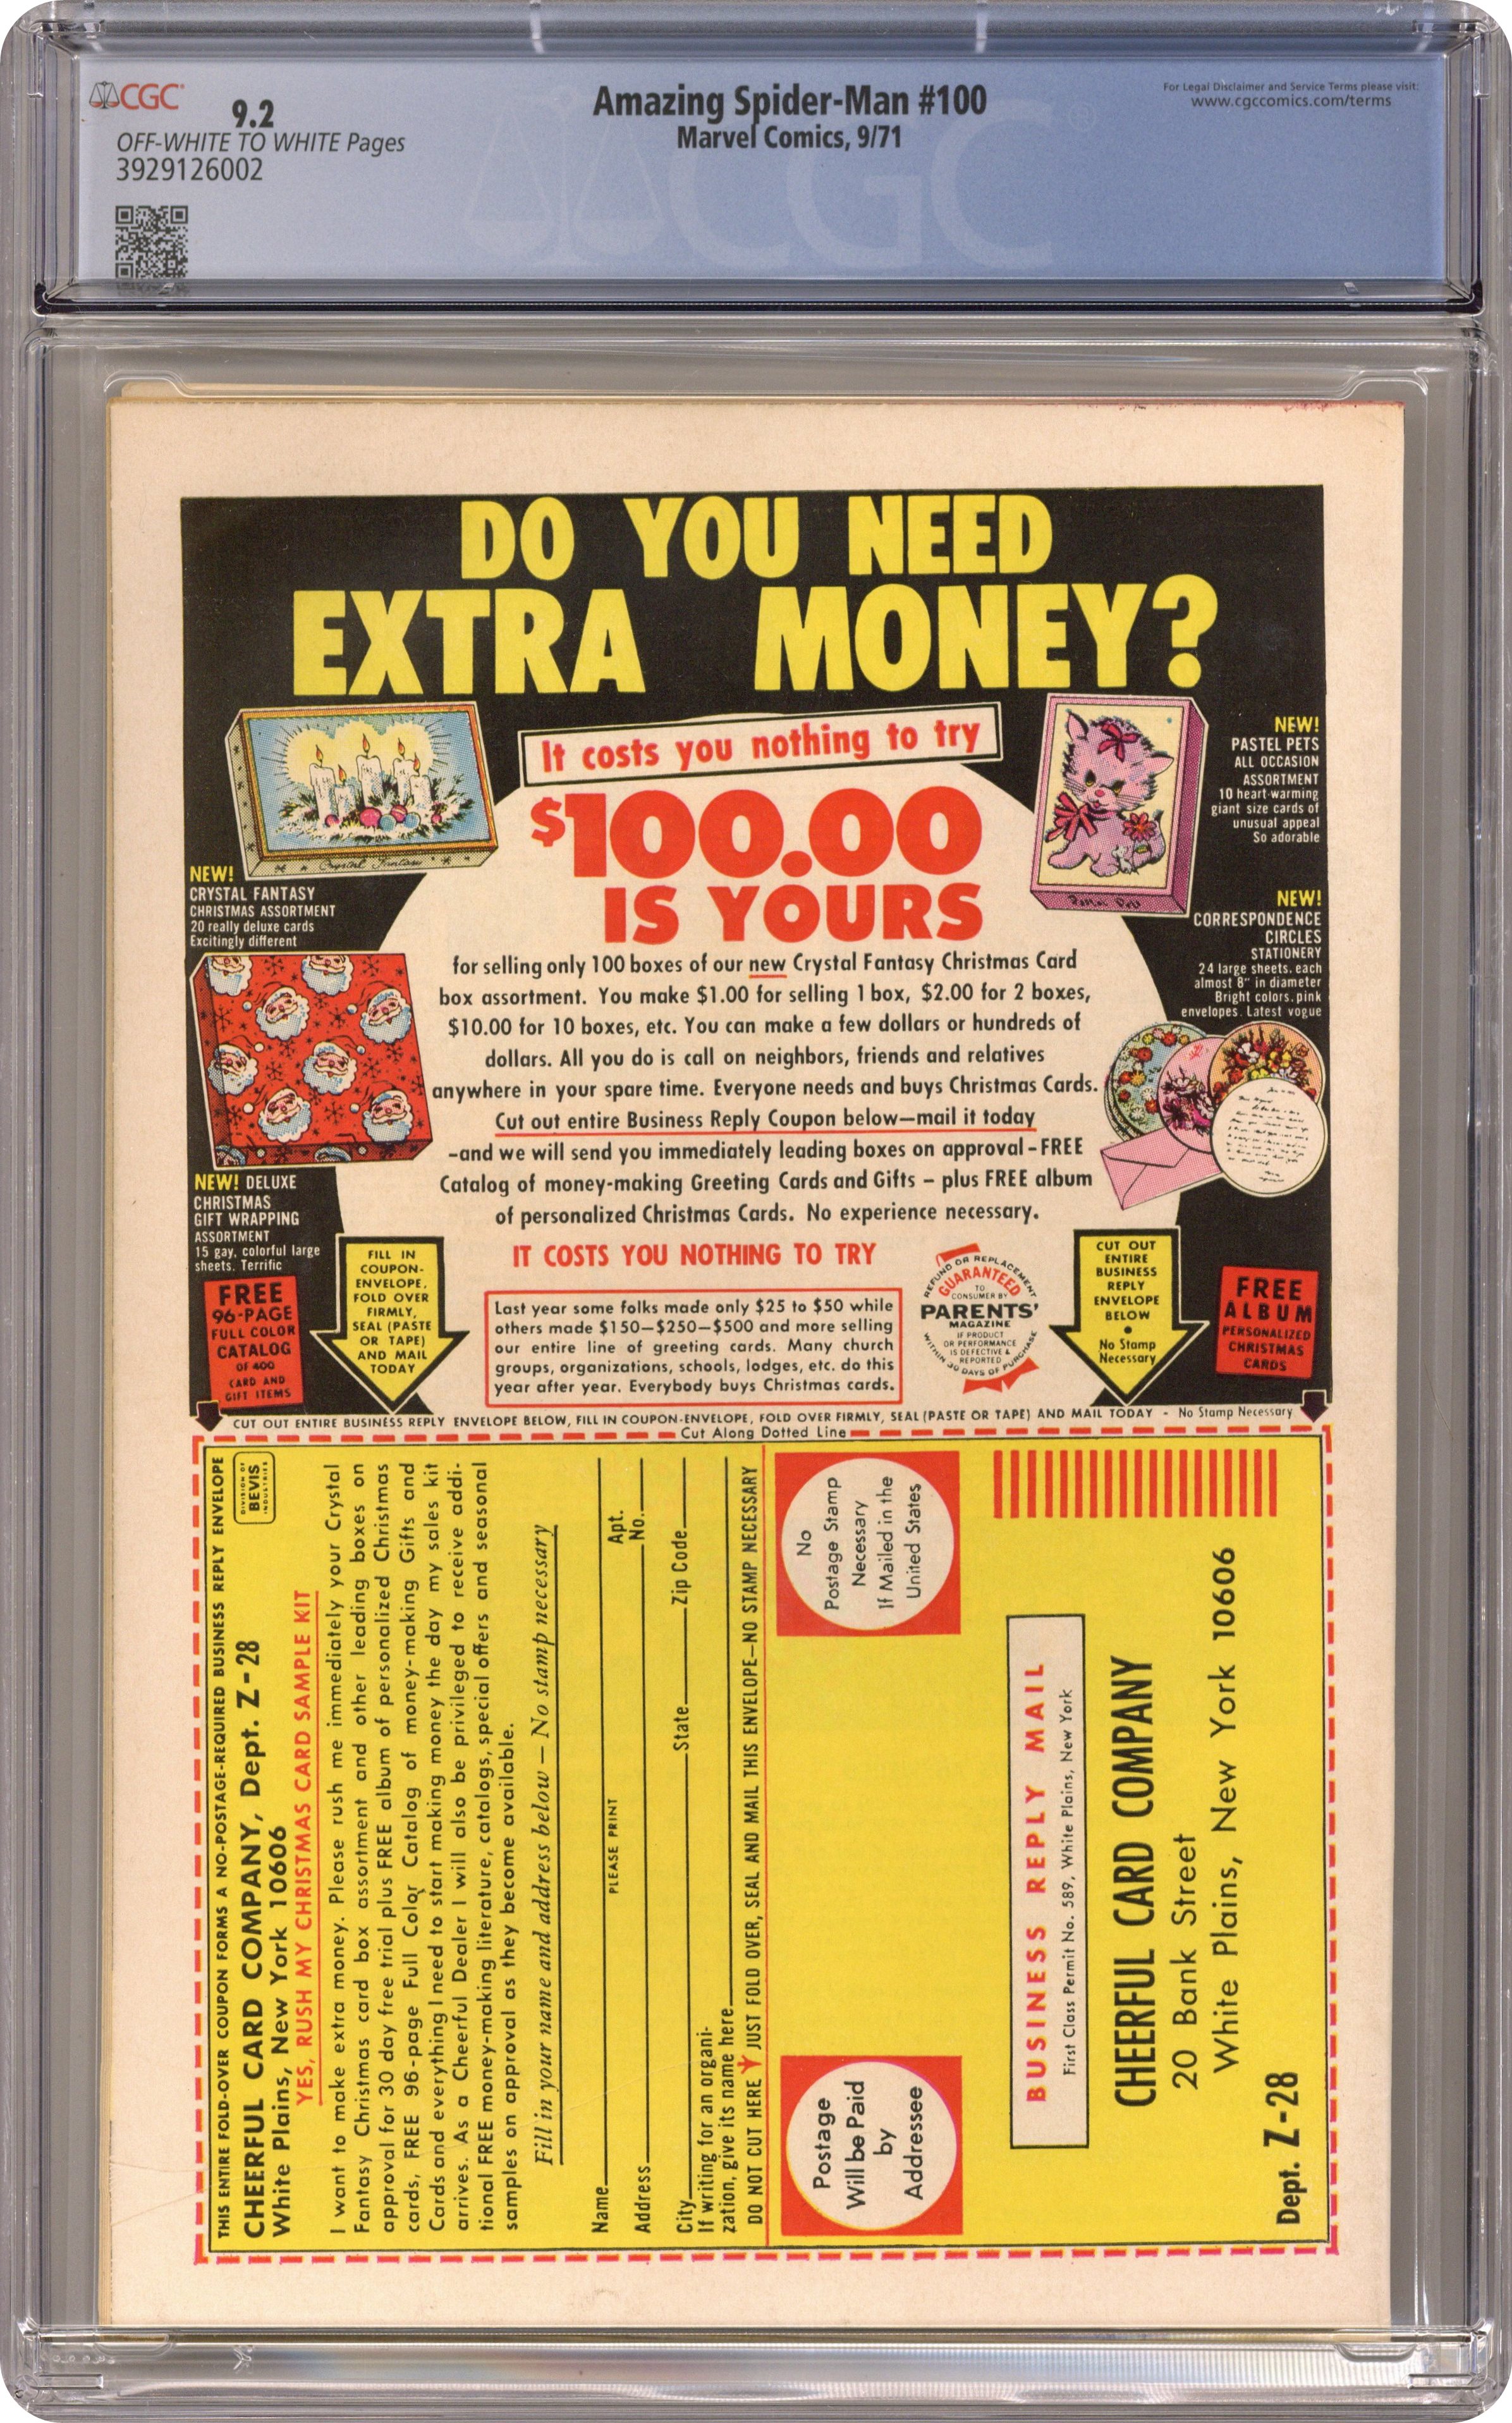 CGC
9.2
OFF-WHITE TO WHITE Pages
3929126002
Amazing Spider-Man #100
Marvel Comics, 9/71
For Legal Disclaimer and Service Terms please visit:
www.cgccomics.com/terms
CGC
DO YOU NEED
EXTRA MONEY?
It costs you nothing to try
$100.00
IS YOURS
for selling only 100 boxes of our new Crystal Fantasy Christmas Card
box assortment. You make $1.00 for selling 1 box, $2.00 for 2 boxes,
$10.00 for 10 boxes, etc. You can make a few dollars or hundreds of
dollars. All you do is call on neighbors, friends and relatives
anywhere in your spare time. Everyone needs and buys Christmas Cards.
Cut out entire Business Reply Coupon below—mail it today
-and we will send you immediately leading boxes on approval-FREE
Catalog of money-making Greeting Cards and Gifts - plus FREE album
of personalized Christmas Cards. No experience necessary.
IT COSTS YOU NOTHING TO TRY
Crystal Fantasy
NEW!
CRYSTAL FANTASY
CHRISTMAS ASSORTMENT
20 really deluxe cards
Excitingly different
NEW! DELUXE
CHRISTMAS
GIFT WRAPPING
ASSORTMENT
15 gay, colorful large
sheets. Terrific
Pastel Pets
NEW!
PASTEL PETS
ALL OCCASION
ASSORTMENT
10 heart-warming
giant size cards of
unusual appeal
So adorable
NEW!
CORRESPONDENCE
CIRCLES
STATIONERY
24 large sheets, each
almost 8" in diameter
Bright colors, pink
envelopes. Latest vogue
FREE
96-PAGE
FULL COLOR
CATALOG
OF 400
CARD AND
GIFT ITEMS
FILL IN
COUPON-
ENVELOPE,
FOLD OVER
FIRMLY,
SEAL (PASTE
OR TAPE)
AND MAIL
TODAY
Last year some folks made only $25 to $50 while
others made $150—$250—$500 and more selling
our entire line of greeting cards. Many church
groups, organizations, schools, lodges, etc. do this
year after year. Everybody buys Christmas cards.
REFUND OR REPLACEMENT
GUARANTEED
TO
CONSUMER BY
PARENTS'
MAGAZINE
IF PRODUCT
OR PERFORMANCE
IS DEFECTIVE &
REPORTED
WITHIN 30 DAYS OF PURCHASE
CUT OUT
ENTIRE
BUSINESS
REPLY
ENVELOPE
BELOW
•
No Stamp
Necessary
FREE
ALBUM
PERSONALIZED
CHRISTMAS
CARDS
CUT OUT ENTIRE BUSINESS REPLY ENVELOPE BELOW, FILL IN COUPON-ENVELOPE, FOLD OVER FIRMLY, SEAL (PASTE OR TAPE) AND MAIL TODAY - No Stamp Necessary
Cut Along Dotted Line
THIS ENTIRE FOLD-OVER COUPON FORMS A NO-POSTAGE-REQUIRED BUSINESS REPLY ENVELOPE
CHEERFUL CARD COMPANY, Dept. Z-28
White Plains, New York 10606
DIVISION OF
BEVIS
INDUSTRIES
YES, RUSH MY CHRISTMAS CARD SAMPLE KIT
I want to make extra money. Please rush me immediately your Crystal
Fantasy Christmas card box assortment and other leading boxes on
approval for 30 day free trial plus FREE album of personalized Christmas
cards, FREE 96-page Full Color Catalog of money-making Gifts and
Cards and everything I need to start making money the day my sales kit
arrives. As a Cheerful Dealer I will also be privileged to receive addi-
tional FREE money-making literature, catalogs, special offers and seasonal
samples on approval as they become available.
Fill in your name and address below — No stamp necessary
Name
PLEASE PRINT
Address
Apt.
No.
City
State
Zip Code
If writing for an organi-
zation, give its name here
DO NOT CUT HERE JUST FOLD OVER, SEAL AND MAIL THIS ENVELOPE—NO STAMP NECESSARY
Postage
Will be Paid
by
Addressee
No
Postage Stamp
Necessary
If Mailed in the
United States
BUSINESS REPLY MAIL
First Class Permit No. 589, White Plains, New York
CHEERFUL CARD COMPANY
20 Bank Street
White Plains, New York 10606
Dept. Z-28